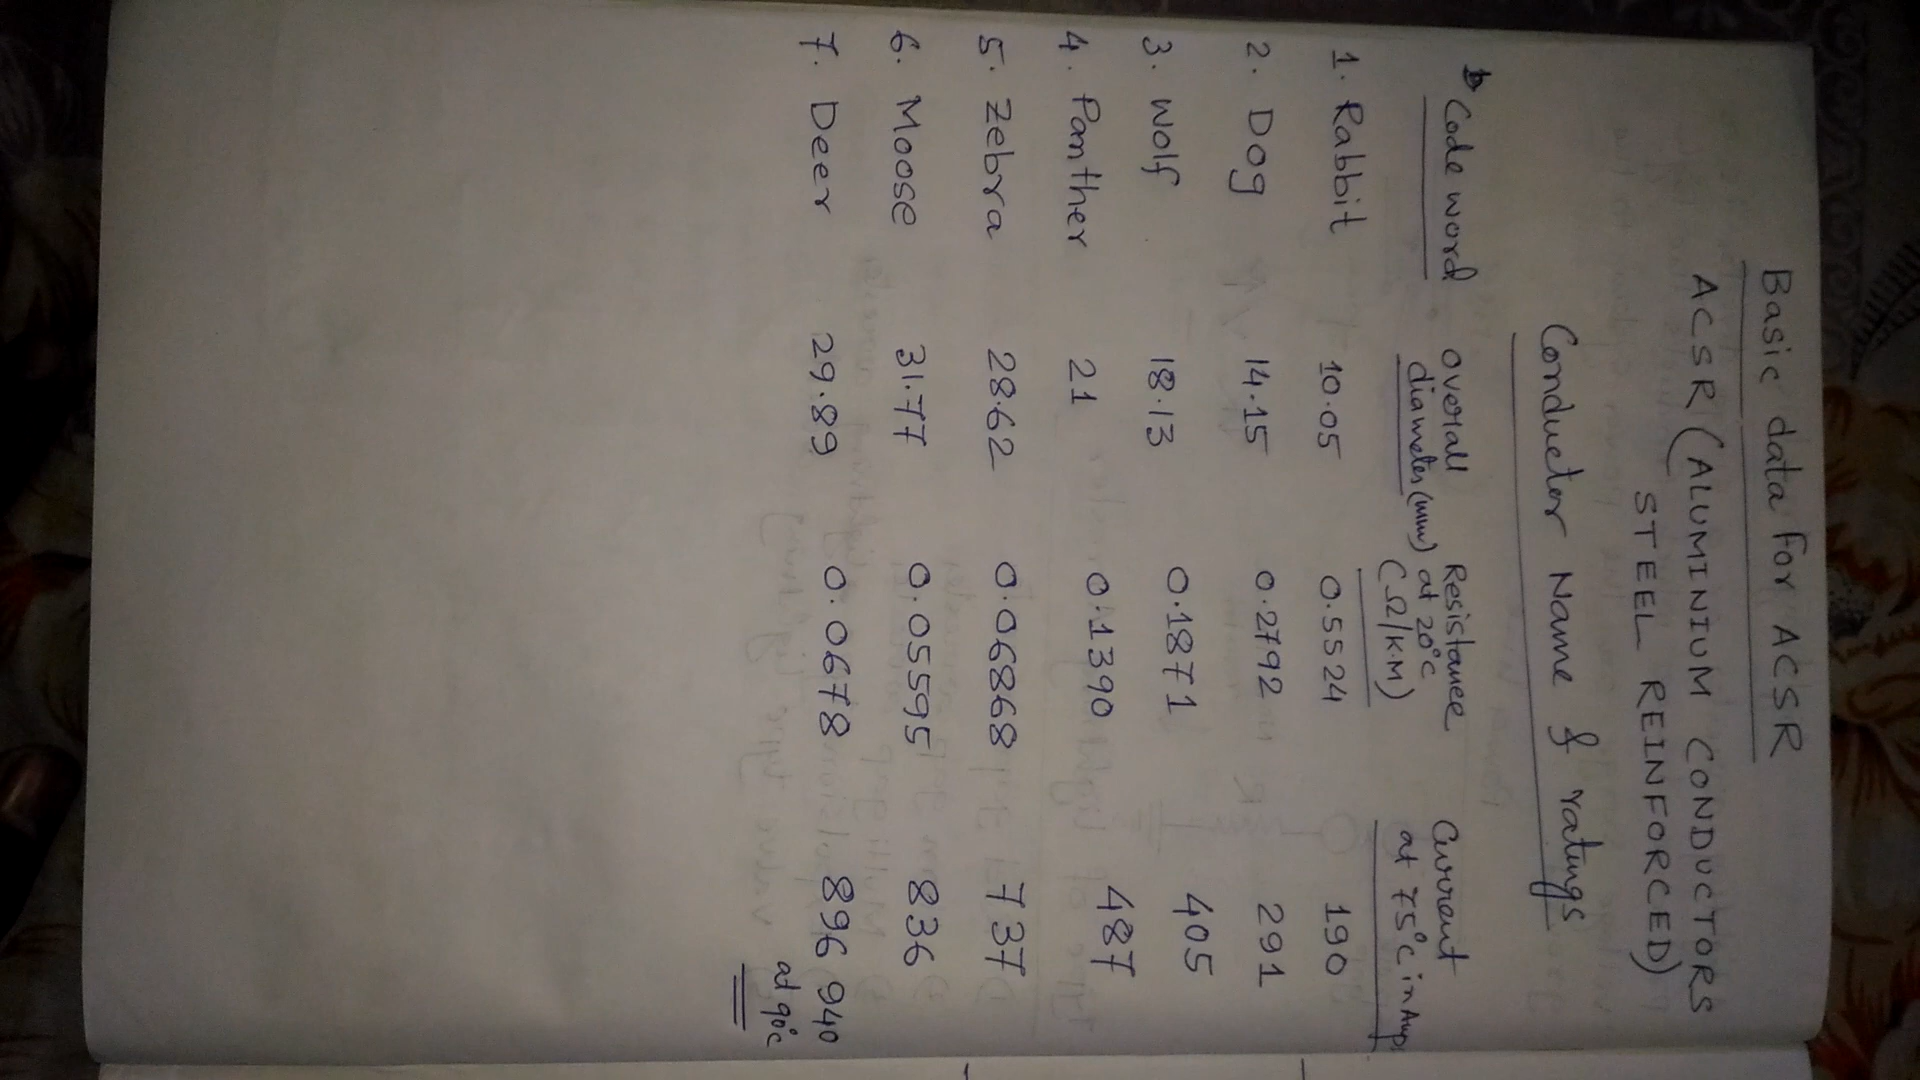 Basic data for ACSR
ACSR (ALUMINIUM CONDUCTORS
STEEL REINFORCED)
Conductor Name & ratings
Code word overall diameter (mm) Resistance at 20°C (Ω/K.M) Current at 75°C in Amp
1. Rabbit 10.05 0.5524 190
2. Dog 14.15 0.2792 291
3. Wolf 18.13 0.1871 405
4. Panther 21 0.1390 487
5. Zebra 28.62 0.06868 737
6. Moose 31.77 0.05595 836
7. Deer 29.89 0.0678 896 940
at 90°C